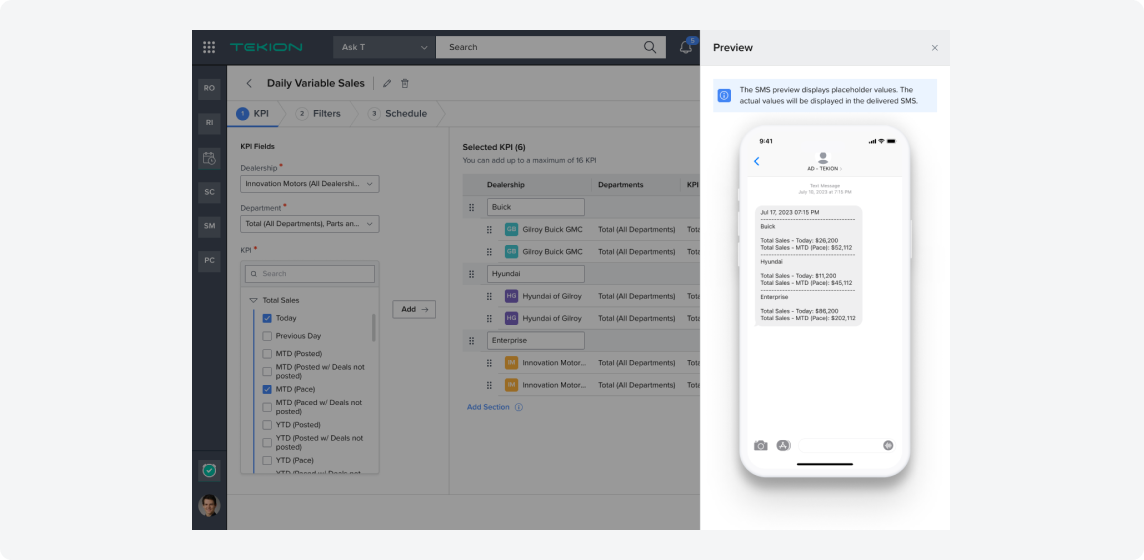 TEKION
Ask T
Search
5
RO
RI
SC
SM
PC
Daily Variable Sales
1 KPI
2 Filters
3 Schedule
KPI Fields
Dealership *
Innovation Motors (All Dealershi...
Department *
Total (All Departments), Parts an...
KPI *
Search
Total Sales
Today
Previous Day
MTD (Posted)
MTD (Posted w/ Deals not
posted)
MTD (Pace)
MTD (Paced w/ Deals not
posted)
YTD (Posted)
YTD (Posted w/ Deals not
posted)
YTD (Pace)
YTD (Paced w/ Deals not
Add →
Selected KPI (6)
You can add up to a maximum of 16 KPI
Dealership Departments KPI
Buick
GB Gilroy Buick GMC Total (All Departments) Tota
GB Gilroy Buick GMC Total (All Departments) Tota
Hyundai
HG Hyundai of Gilroy Total (All Departments) Tota
HG Hyundai of Gilroy Total (All Departments) Tota
Enterprise
IM Innovation Motor... Total (All Departments) Tota
IM Innovation Motor... Total (All Departments) Tota
Add Section
Preview
The SMS preview displays placeholder values. The
actual values will be displayed in the delivered SMS.
9:41
AD - TEKION
Text Message
July 10, 2023 at 7:15 PM
Jul 17, 2023 07:15 PM
--------------------------------
Buick
Total Sales - Today: $26,200
Total Sales - MTD (Pace): $52,112
--------------------------------
Hyundai
Total Sales - Today: $11,200
Total Sales - MTD (Pace): $45,112
--------------------------------
Enterprise
Total Sales - Today: $86,200
Total Sales - MTD (Pace): $202,112